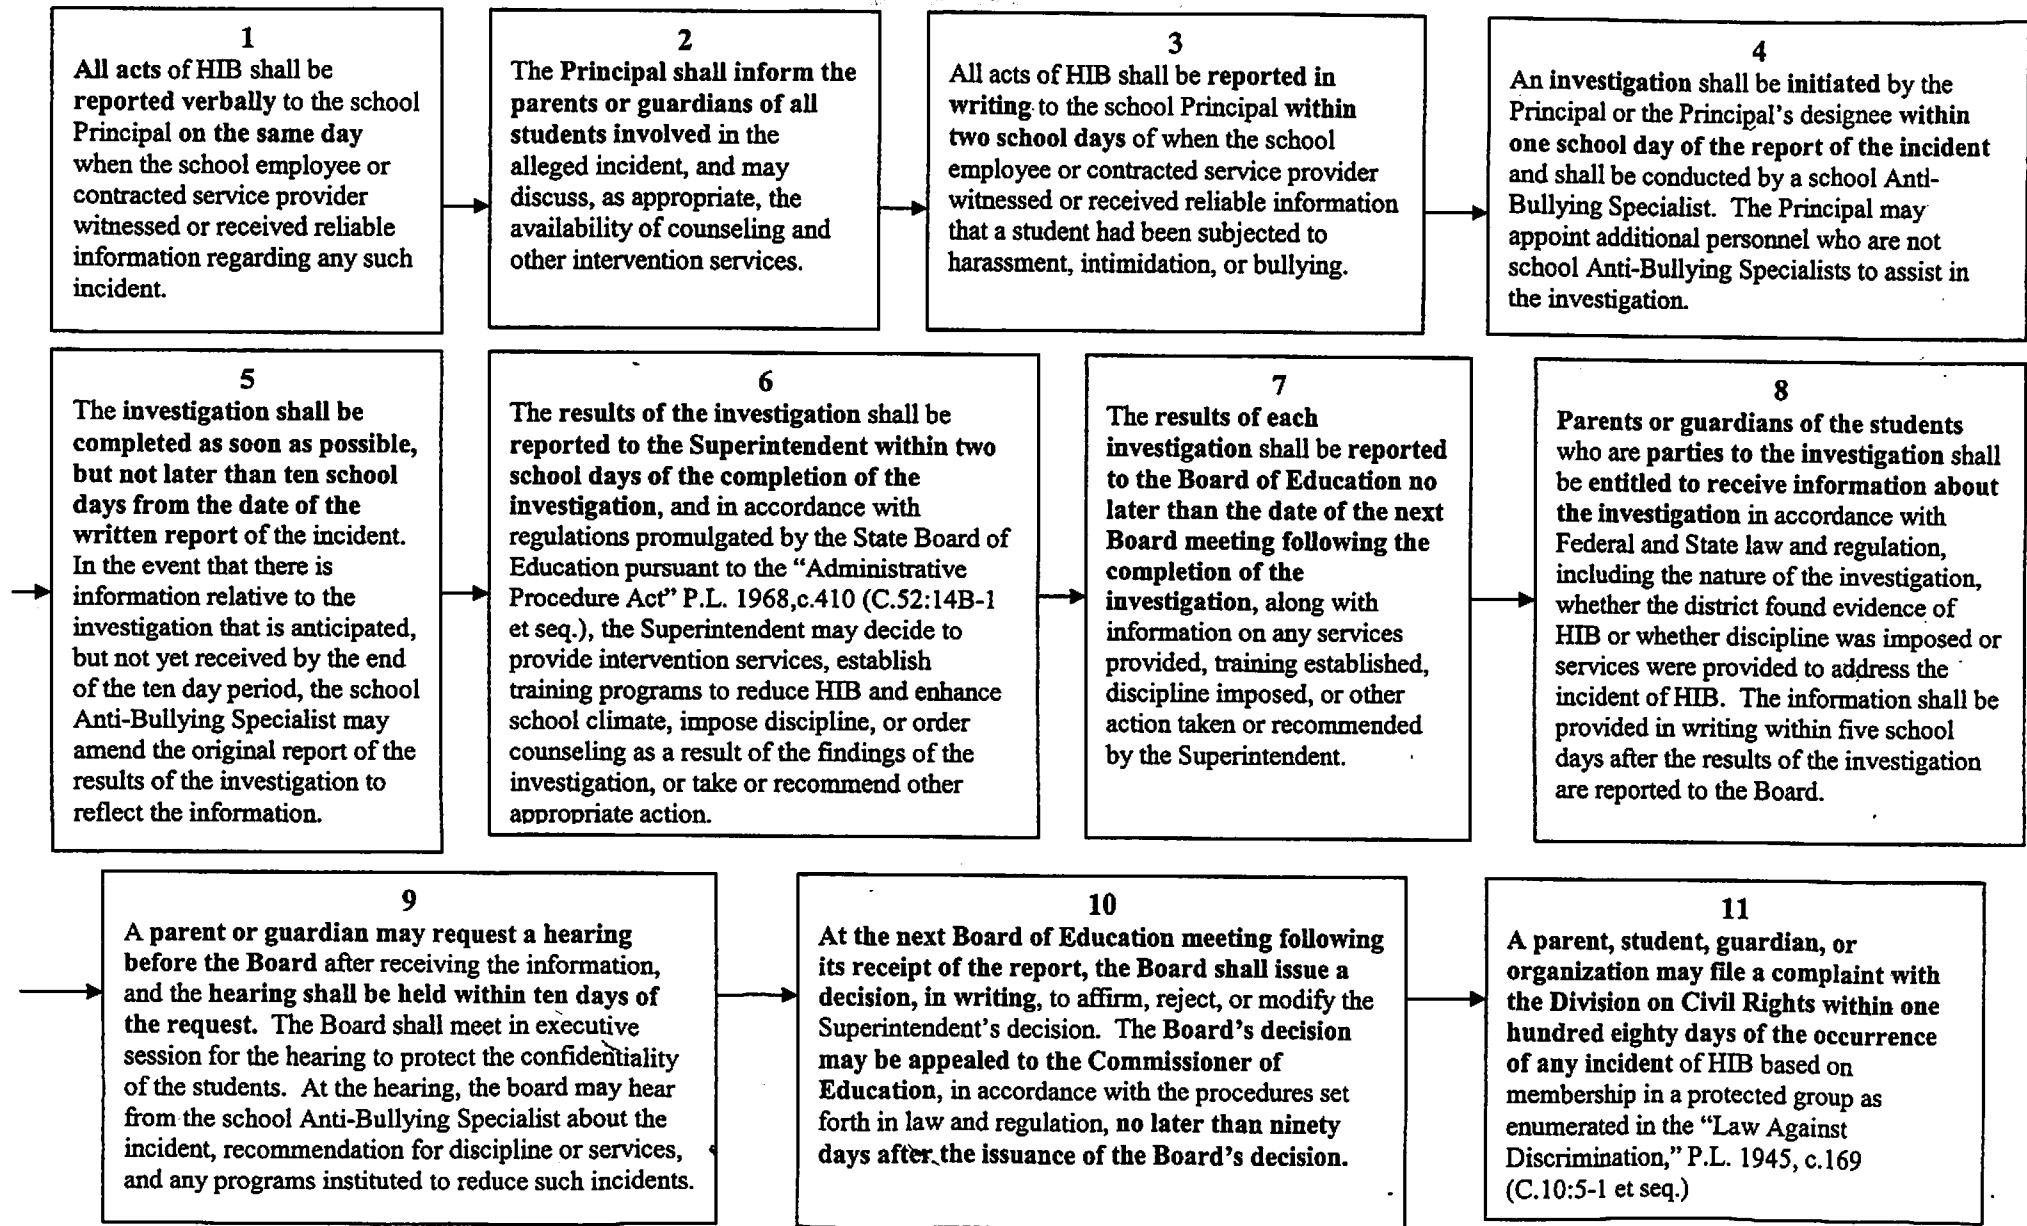 1
All acts of HIB shall be
reported verbally to the school
Principal on the same day
when the school employee or
contracted service provider
witnessed or received reliable
information regarding any such
incident.
2
The Principal shall inform the
parents or guardians of all
students involved in the
alleged incident, and may
discuss, as appropriate, the
availability of counseling and
other intervention services.
3
All acts of HIB shall be reported in
writing to the school Principal within
two school days of when the school
employee or contracted service provider
witnessed or received reliable information
that a student had been subjected to
harassment, intimidation, or bullying.
4
An investigation shall be initiated by the
Principal or the Principal's designee within
one school day of the report of the incident
and shall be conducted by a school Anti-
Bullying Specialist. The Principal may
appoint additional personnel who are not
school Anti-Bullying Specialists to assist in
the investigation.
5
The investigation shall be
completed as soon as possible,
but not later than ten school
days from the date of the
written report of the incident.
In the event that there is
information relative to the
investigation that is anticipated,
but not yet received by the end
of the ten day period, the school
Anti-Bullying Specialist may
amend the original report of the
results of the investigation to
reflect the information.
6
The results of the investigation shall be
reported to the Superintendent within two
school days of the completion of the
investigation, and in accordance with
regulations promulgated by the State Board of
Education pursuant to the "Administrative
Procedure Act" P.L. 1968,c.410 (C.52:14B-1
et seq.), the Superintendent may decide to
provide intervention services, establish
training programs to reduce HIB and enhance
school climate, impose discipline, or order
counseling as a result of the findings of the
investigation, or take or recommend other
appropriate action.
7
The results of each
investigation shall be reported
to the Board of Education no
later than the date of the next
Board meeting following the
completion of the
investigation, along with
information on any services
provided, training established,
discipline imposed, or other
action taken or recommended
by the Superintendent.
8
Parents or guardians of the students
who are parties to the investigation shall
be entitled to receive information about
the investigation in accordance with
Federal and State law and regulation,
including the nature of the investigation,
whether the district found evidence of
HIB or whether discipline was imposed or
services were provided to address the
incident of HIB. The information shall be
provided in writing within five school
days after the results of the investigation
are reported to the Board.
9
A parent or guardian may request a hearing
before the Board after receiving the information,
and the hearing shall be held within ten days of
the request. The Board shall meet in executive
session for the hearing to protect the confidentiality
of the students. At the hearing, the board may hear
from the school Anti-Bullying Specialist about the
incident, recommendation for discipline or services,
and any programs instituted to reduce such incidents.
10
At the next Board of Education meeting following
its receipt of the report, the Board shall issue a
decision, in writing, to affirm, reject, or modify the
Superintendent's decision. The Board's decision
may be appealed to the Commissioner of
Education, in accordance with the procedures set
forth in law and regulation, no later than ninety
days after the issuance of the Board's decision.
11
A parent, student, guardian, or
organization may file a complaint with
the Division on Civil Rights within one
hundred eighty days of the occurrence
of any incident of HIB based on
membership in a protected group as
enumerated in the "Law Against
Discrimination," P.L. 1945, c.169
(C.10:5-1 et seq.)